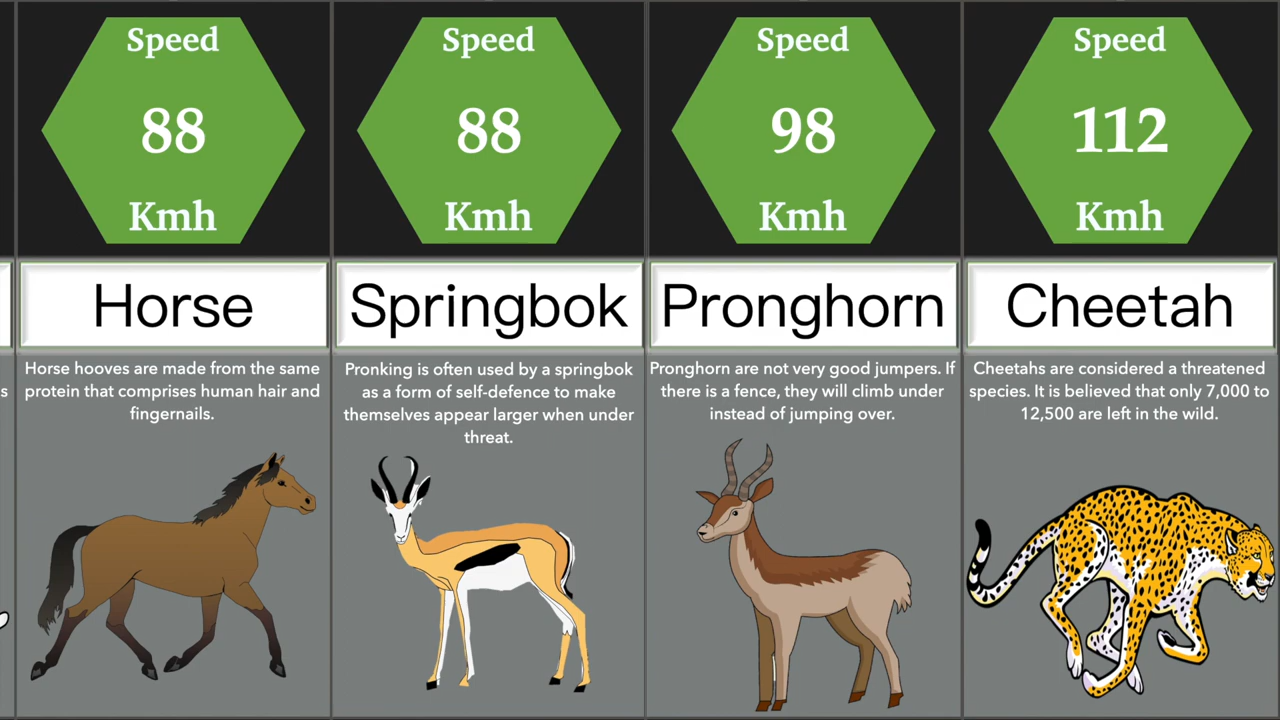 Speed
88
Kmh
Horse
Horse hooves are made from the same
protein that comprises human hair and
fingernails.
Speed
88
Kmh
Springbok
Pronking is often used by a springbok
as a form of self-defence to make
themselves appear larger when under
threat.
Speed
98
Kmh
Pronghorn
Pronghorn are not very good jumpers. If
there is a fence, they will climb under
instead of jumping over.
Speed
112
Kmh
Cheetah
Cheetahs are considered a threatened
species. It is believed that only 7,000 to
12,500 are left in the wild.